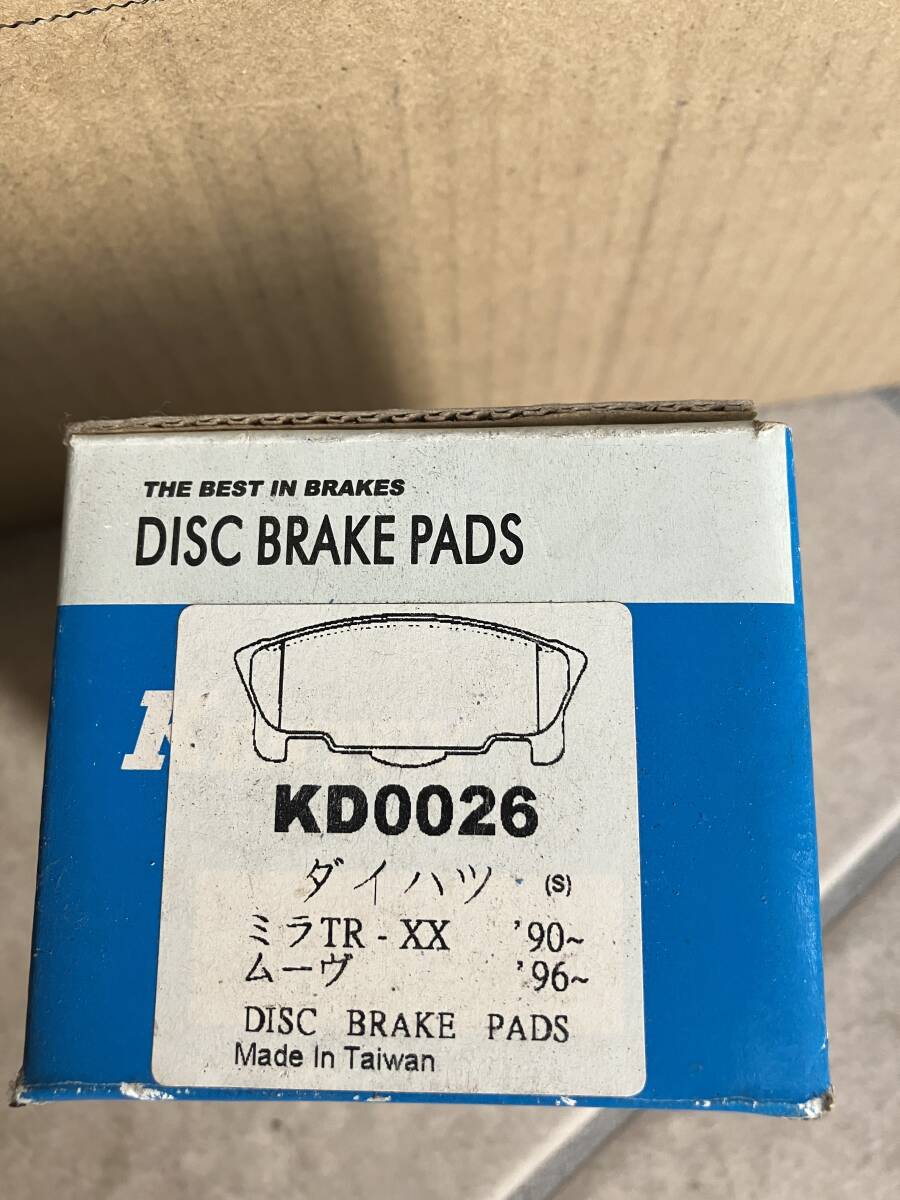 THE BEST IN BRAKES
DISC BRAKE PADS
KD0026
ダイハツ (S)
ミラTR - XX '90~
ムーヴ '96~
DISC BRAKE PADS
Made In Taiwan